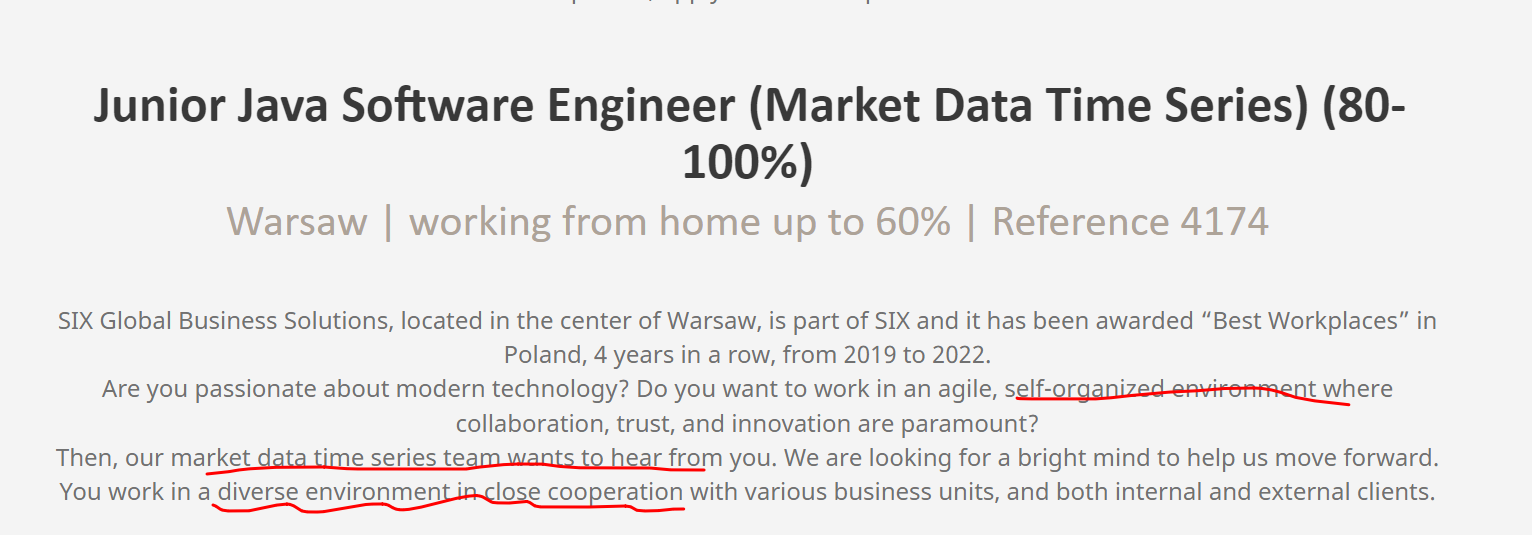 Junior Java Software Engineer (Market Data Time Series) (80-
100%)
Warsaw | working from home up to 60% | Reference 4174
SIX Global Business Solutions, located in the center of Warsaw, is part of SIX and it has been awarded “Best Workplaces” in
Poland, 4 years in a row, from 2019 to 2022.
Are you passionate about modern technology? Do you want to work in an agile, self-organized environment where
collaboration, trust, and innovation are paramount?
Then, our market data time series team wants to hear from you. We are looking for a bright mind to help us move forward.
You work in a diverse environment in close cooperation with various business units, and both internal and external clients.